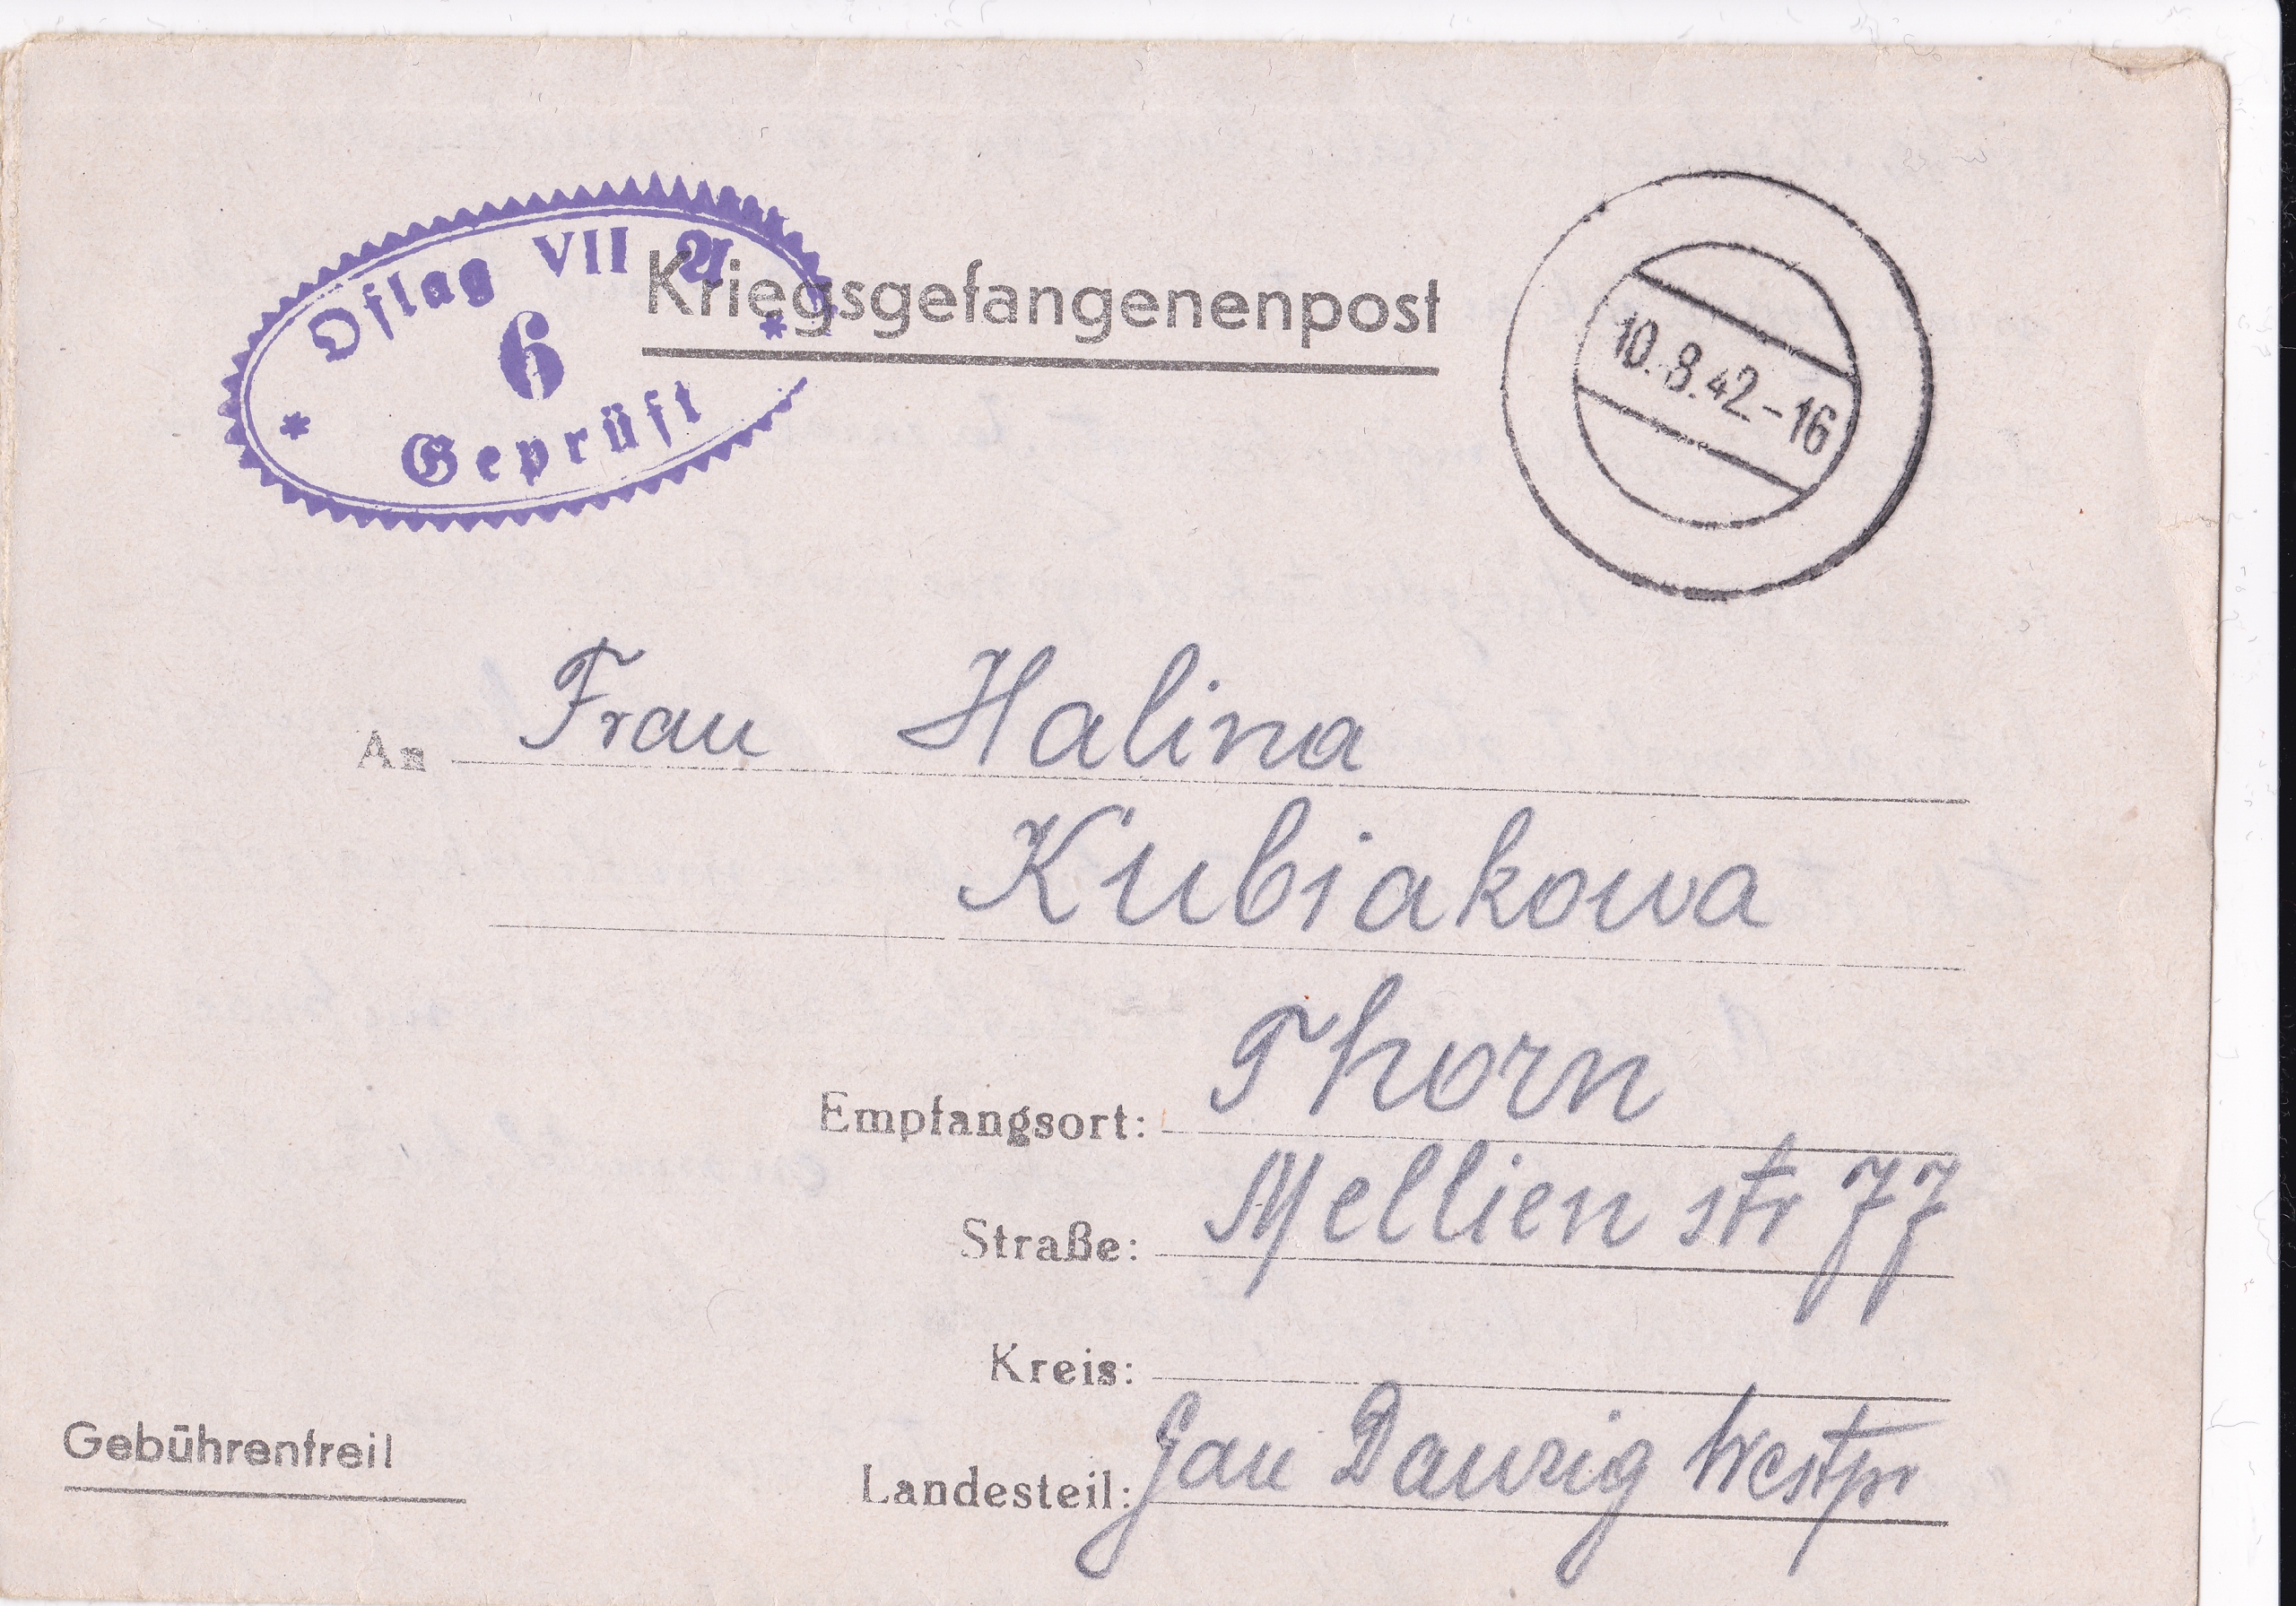 Oflag VII A
6
Geprüft
Kriegsgefangenenpost
10.8.42-16
An Frau Halina
Kubiakowa
Empfangsort: Thorn
Straße: Mellien str 77
Kreis:
Landesteil: Gau Danzig Westpr
Gebührenfrei!